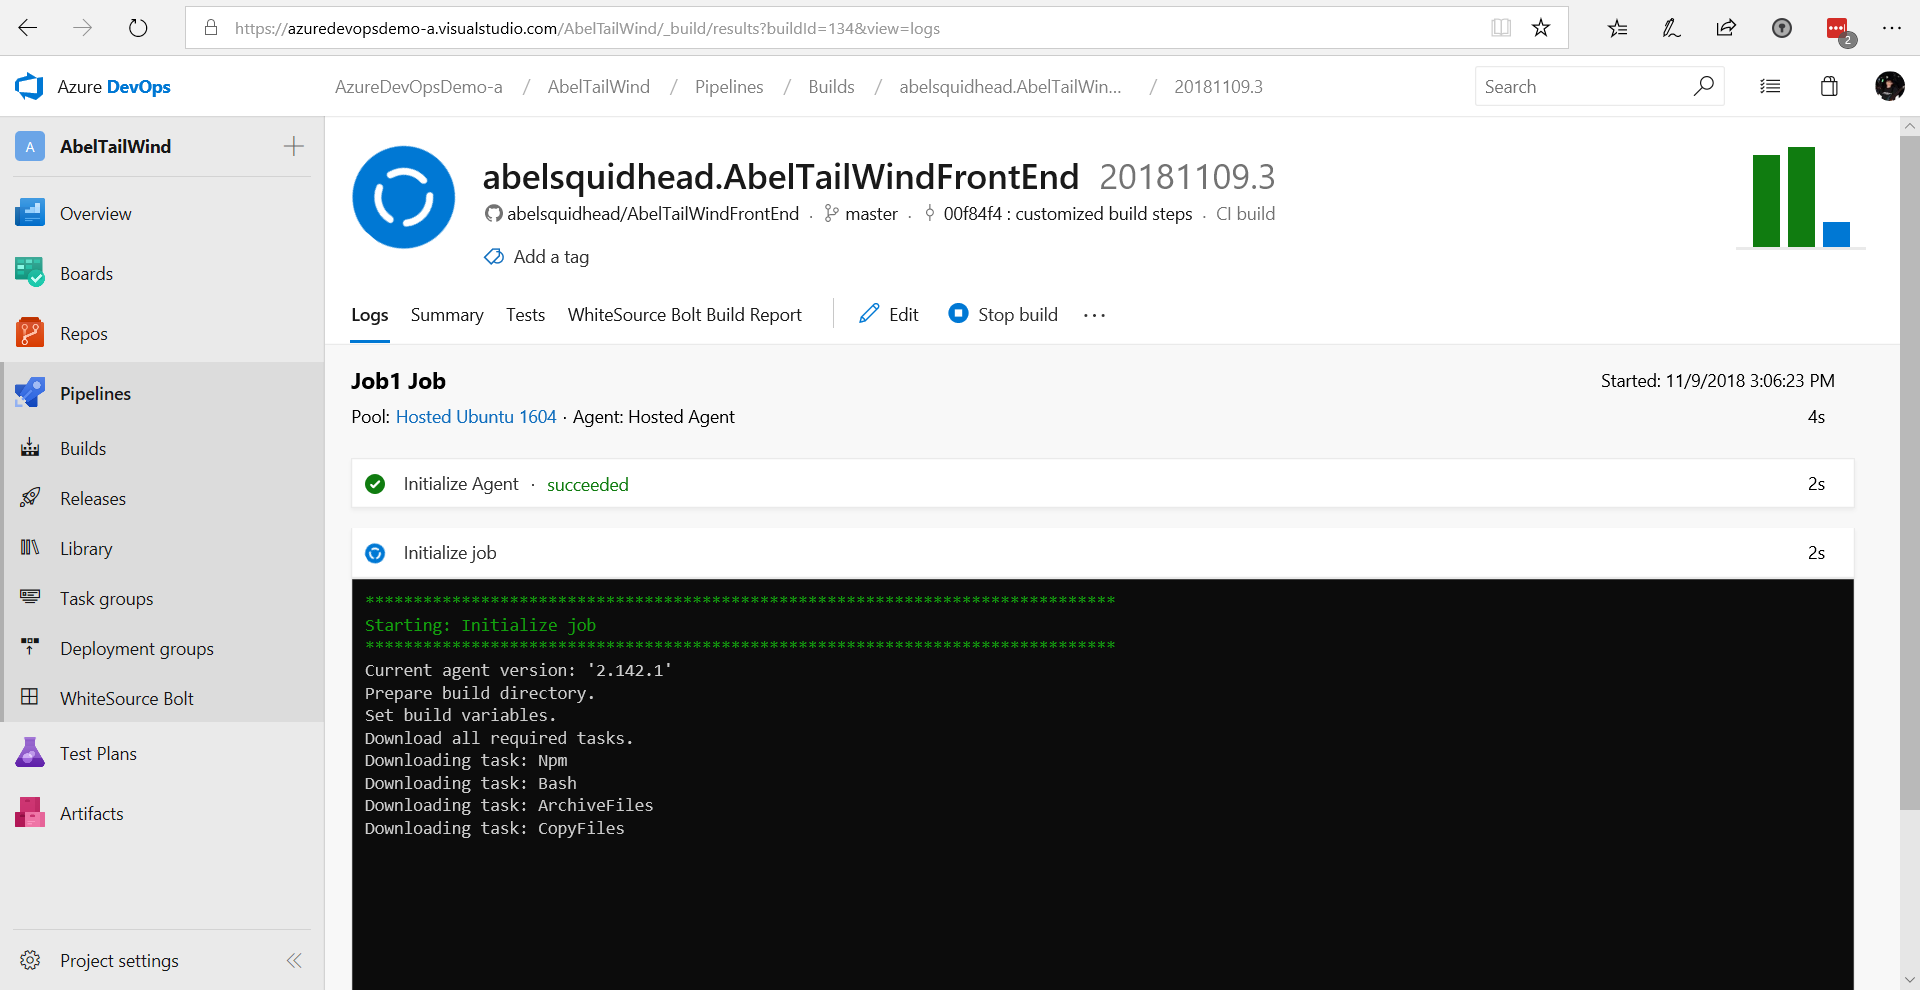 https://azuredevopsdemo-a.visualstudio.com/AbelTailWind/_build/results?buildId=134&view=logs
2
Azure DevOps
AzureDevOpsDemo-a / AbelTailWind / Pipelines / Builds / abelsquidhead.AbelTailWin... / 20181109.3
Search
A AbelTailWind
Overview
Boards
Repos
Pipelines
Builds
Releases
Library
Task groups
Deployment groups
WhiteSource Bolt
Test Plans
Artifacts
Project settings
abelsquidhead.AbelTailWindFrontEnd 20181109.3
abelsquidhead/AbelTailWindFrontEnd · master · 00f84f4 : customized build steps · CI build
Add a tag
Logs Summary Tests WhiteSource Bolt Build Report Edit Stop build ...
Job1 Job Started: 11/9/2018 3:06:23 PM
Pool: Hosted Ubuntu 1604 · Agent: Hosted Agent 4s
Initialize Agent · succeeded 2s
Initialize job 2s
******************************************************************************
Starting: Initialize job
******************************************************************************
Current agent version: '2.142.1'
Prepare build directory.
Set build variables.
Download all required tasks.
Downloading task: Npm
Downloading task: Bash
Downloading task: ArchiveFiles
Downloading task: CopyFiles